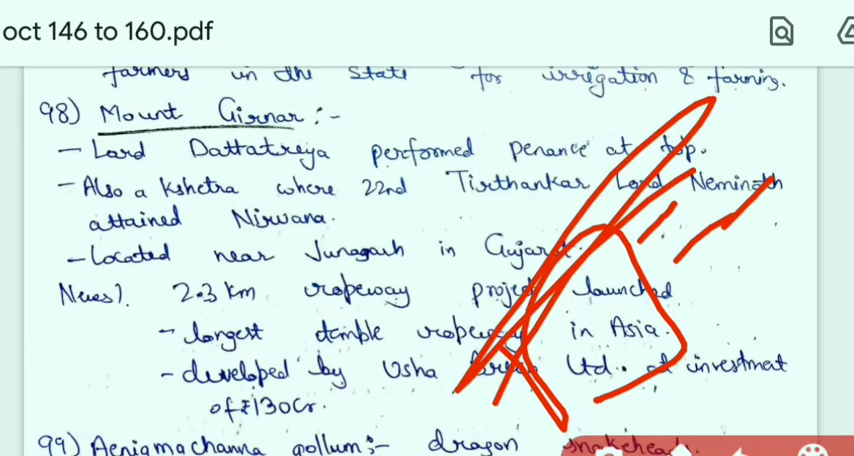 oct 146 to 160.pdf
farmers in the State for irrigation & farming.
98) Mount Girnar :-
- Lord Dattatreya performed penance at top.
- Also a Kshetra where 22nd Tirthankar Lord Neminath
attained Nirvana.
- Located near Junagarh in Gujarat.
News? 2.3 km ropeway project launched
- longest temble ropeway in Asia.
- developed by Usha Ltd. at investment
of ₹130Cr.
99) Aenigmachanna gollum :- dragon snakehead